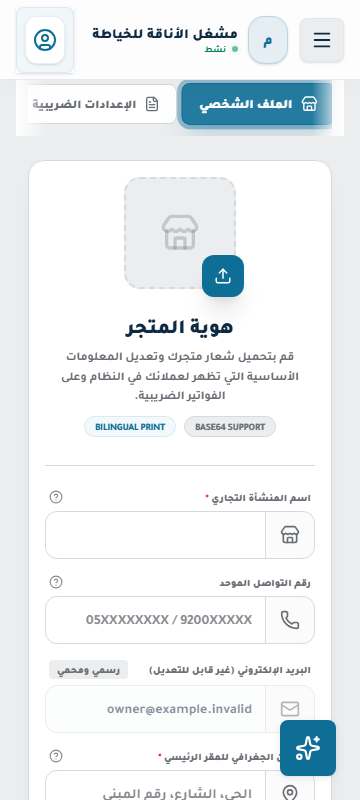 مشغل الأناقة للخياطة
نشط
م
الملف الشخصي
الإعدادات الضريبية
هوية المتجر
قم بتحميل شعار متجرك وتعديل المعلومات
الأساسية التي تظهر لعملائك في النظام وعلى
الفواتير الضريبية.
BASE64 SUPPORT
BILINGUAL PRINT
اسم المنشأة التجاري *
رقم التواصل الموحد
05XXXXXXXX / 9200XXXXX
البريد الإلكتروني (غير قابل للتعديل)
رسمي ومحمي
owner@example.invalid
الجغرافي للمقر الرئيسي *
الحي، الشارع، رقم المبنى